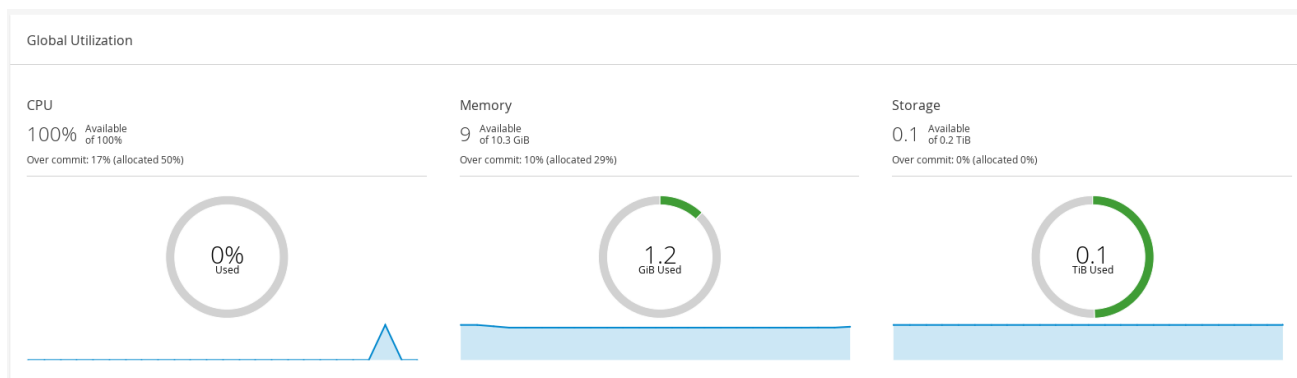 Global Utilization
CPU
100% Available
of 100%
Over commit: 17% (allocated 50%)
0%
Used
Memory
9 Available
of 10.3 GiB
Over commit: 10% (allocated 29%)
1.2
GiB Used
Storage
0.1 Available
of 0.2 TiB
Over commit: 0% (allocated 0%)
0.1
TiB Used